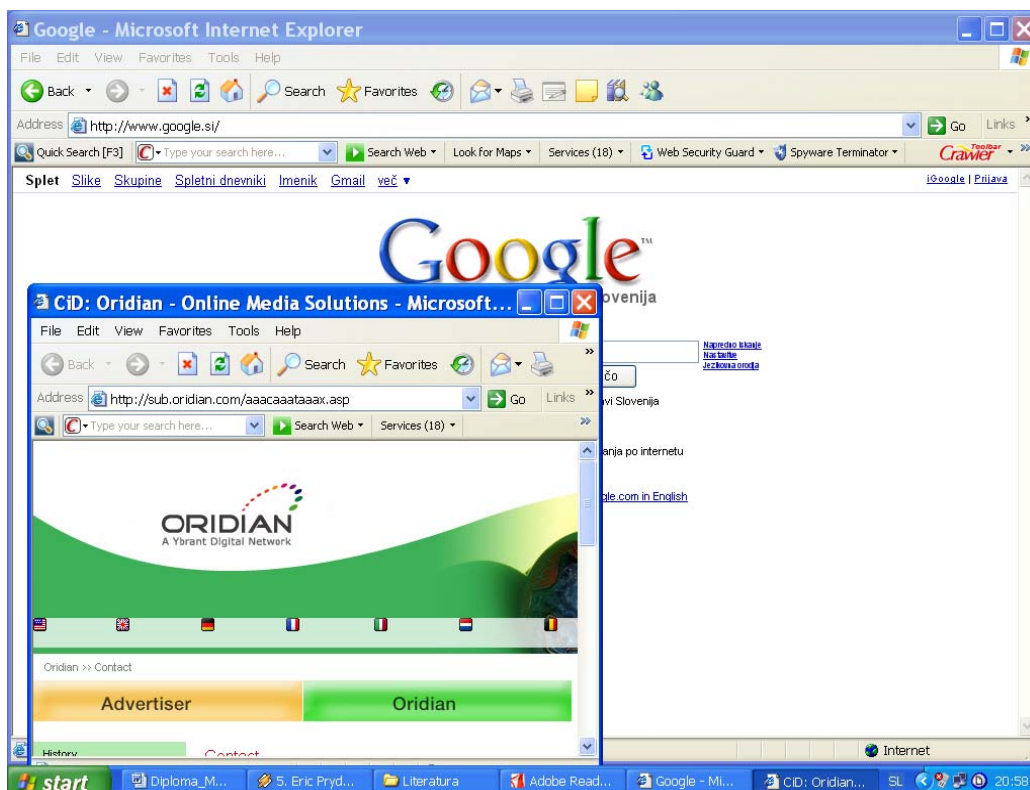 Google - Microsoft Internet Explorer
File Edit View Favorites Tools Help
Back Search Favorites
Address http://www.google.si/ Go Links »
Quick Search [F3] Type your search here... Search Web Look for Maps Services (18) Web Security Guard Spyware Terminator Crawler Toolbar »
Splet Slike Skupine Spletni dnevniki Imenik Gmail več ▼ iGoogle | Prijava
Google™
ovenija
Napredno iskanje
Nastavitve
Jezikovna orodja
čo
avi Slovenija
anja po internetu
gle.com in English
CiD: Oridian - Online Media Solutions - Microsoft...
File Edit View Favorites Tools Help
Back Search Favorites »
Address http://sub.oridian.com/aaacaaataaax.asp Go Links »
Type your search here... Search Web Services (18) »
ORIDIAN
A Ybrant Digital Network
Oridian >> Contact
Advertiser Oridian
History Contact
Internet
start Diploma_M... 5. Eric Pryd... Literatura Adobe Read... Google - Mi... CiD: Oridian... SL 20:58